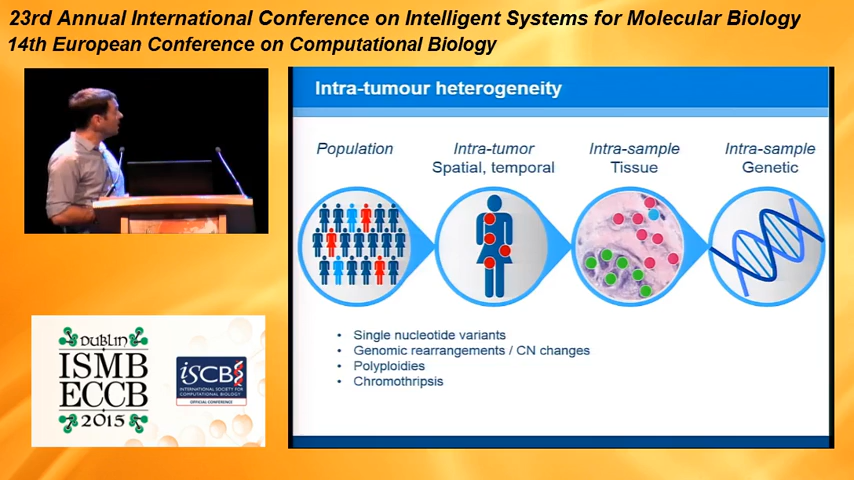 23rd Annual International Conference on Intelligent Systems for Molecular Biology
14th European Conference on Computational Biology
Intra-tumour heterogeneity
Population
Intra-tumor
Spatial, temporal
Intra-sample
Tissue
Intra-sample
Genetic
• Single nucleotide variants
• Genomic rearrangements / CN changes
• Polyploidies
• Chromothripsis
DUBLIN
ISMB
ECCB
2015
ISCB
INTERNATIONAL SOCIETY FOR
COMPUTATIONAL BIOLOGY
OFFICIAL CONFERENCE